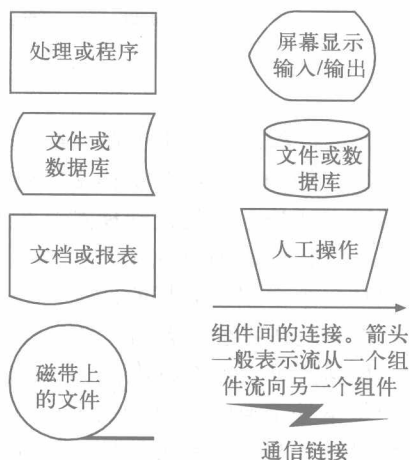 处理或程序
屏幕显示
输入/输出
文件或
数据库
文件或数
据库
文档或报表
人工操作
组件间的连接。箭头
一般表示流从一个组
件流向另一个组件
磁带上
的文件
通信链接